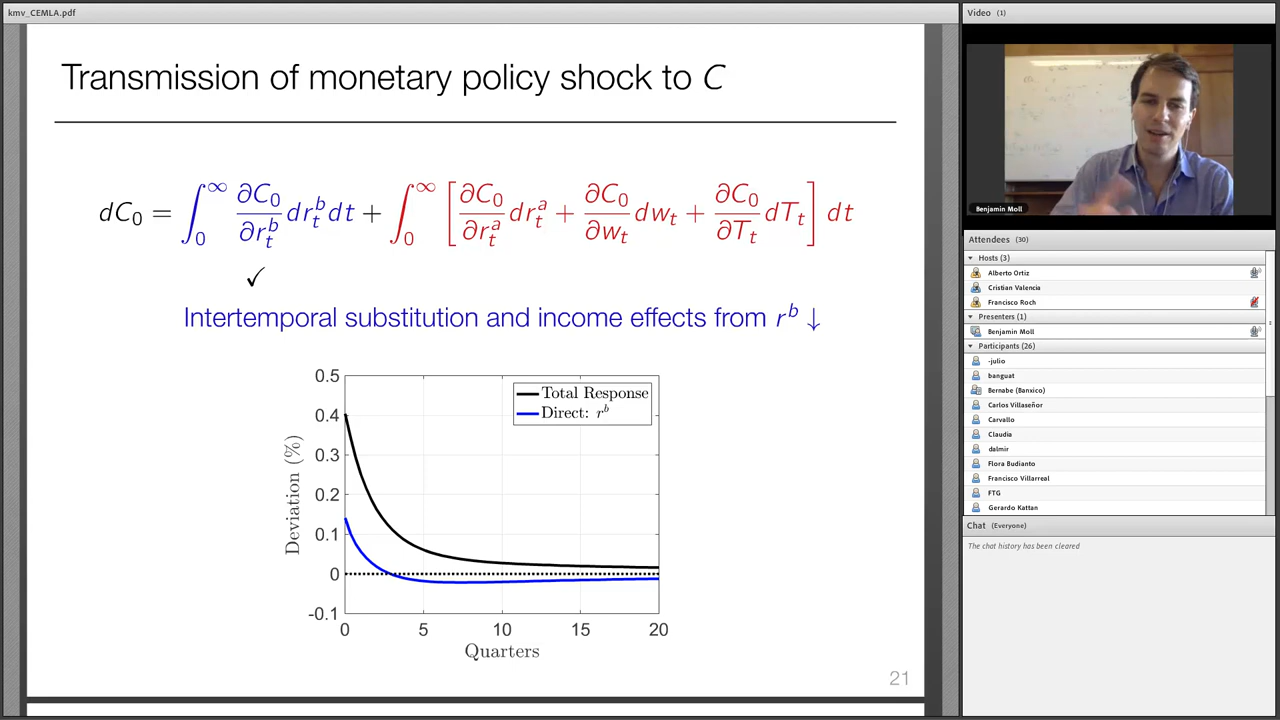 kmv_CEMLA.pdf
Transmission of monetary policy shock to C
dC₀ = ∫₀^∞ ∂C₀/∂r_t^b dr_t^b dt + ∫₀^∞ [∂C₀/∂r_t^a dr_t^a + ∂C₀/∂w_t dw_t + ∂C₀/∂T_t dT_t] dt
✓
Intertemporal substitution and income effects from r^b ↓
0.5
0.4
0.3
0.2
0.1
0
-0.1
Deviation (%)
Total Response
Direct: r^b
0 5 10 15 20
Quarters
21
Video (1)
Benjamin Moll
Attendees (30)
Hosts (3)
Alberto Ortiz
Cristian Valencia
Francisco Roch
Presenters (1)
Benjamin Moll
Participants (26)
-julio
banguat
Bernabe (Banxico)
Carlos Villaseñor
Carvallo
Claudia
dalmir
Flora Budianto
Francisco Villarreal
FTG
Gerardo Kattan
Chat (Everyone)
The chat history has been cleared